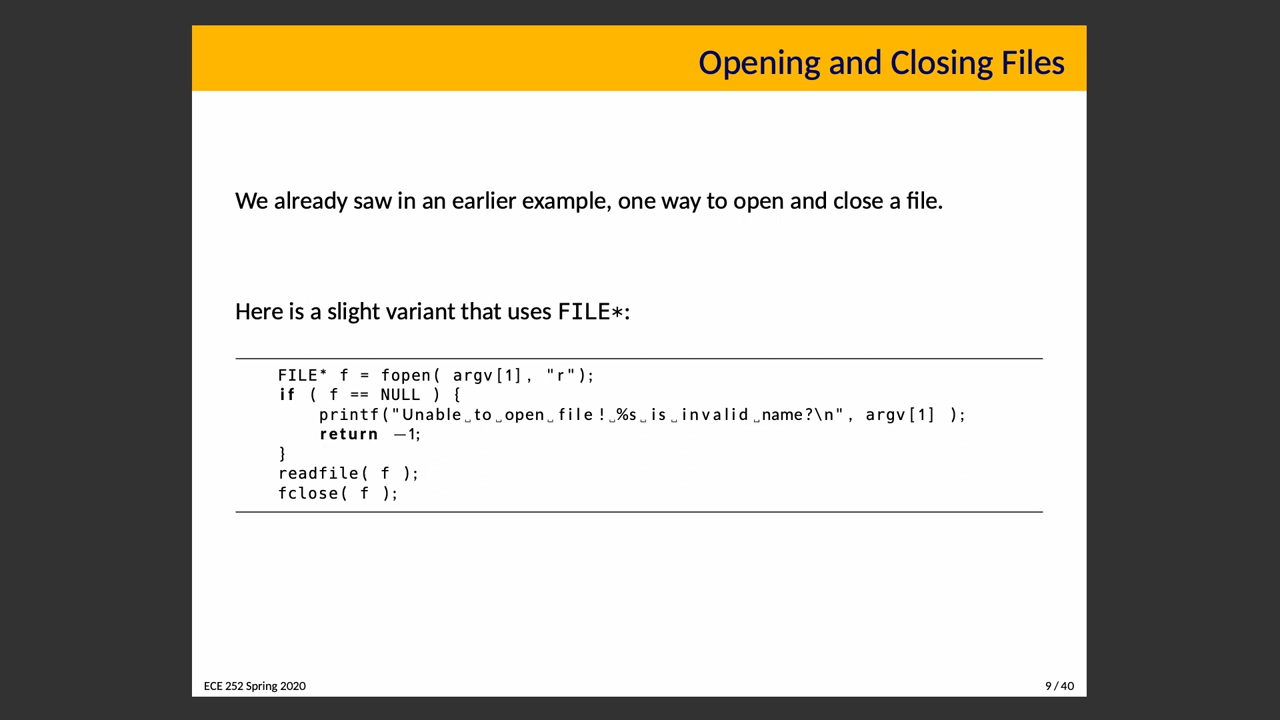 Opening and Closing Files
We already saw in an earlier example, one way to open and close a file.
Here is a slight variant that uses FILE*:
FILE* f = fopen( argv[1], "r");
if ( f == NULL ) {
printf("Unable␣to␣open␣file!␣%s␣is␣invalid␣name?\n", argv[1] );
return −1;
}
readfile( f );
fclose( f );
ECE 252 Spring 2020
9 / 40